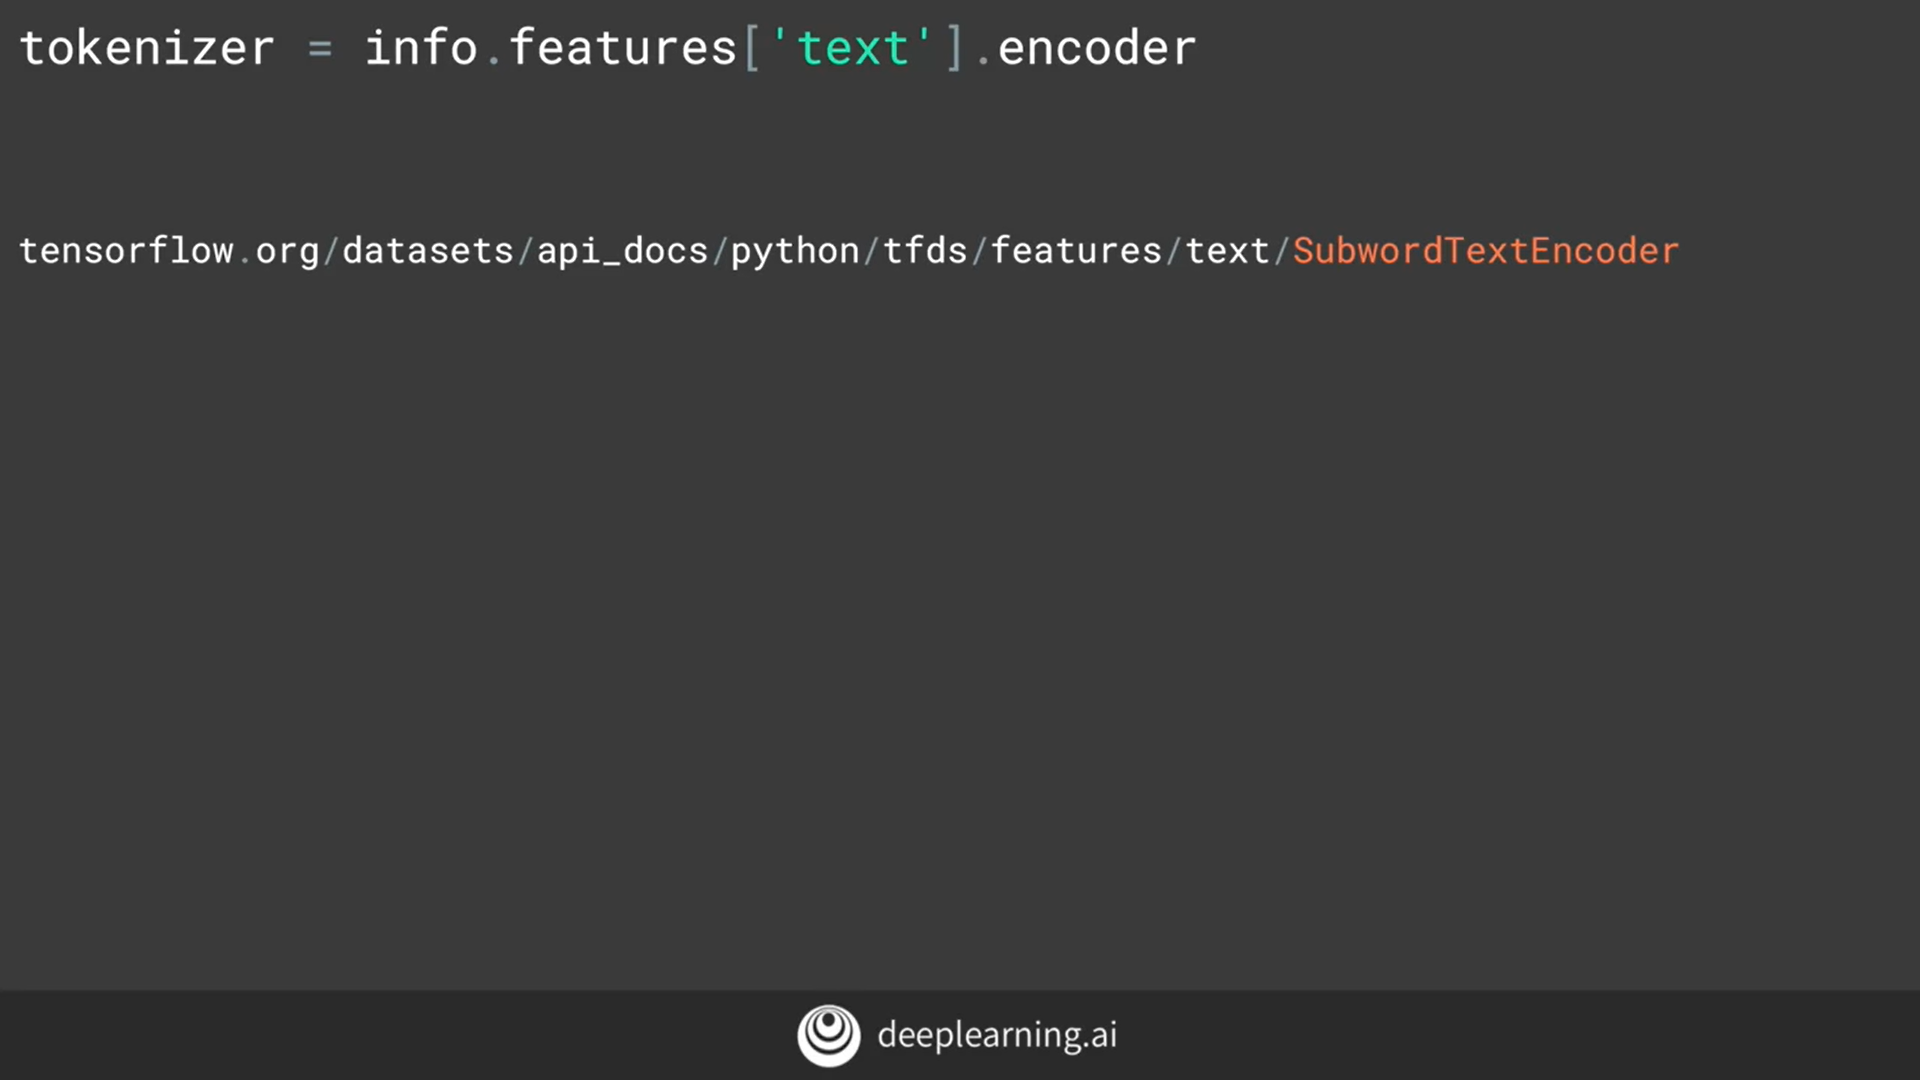 tokenizer = info.features['text'].encoder
tensorflow.org/datasets/api_docs/python/tfds/features/text/SubwordTextEncoder
deeplearning.ai